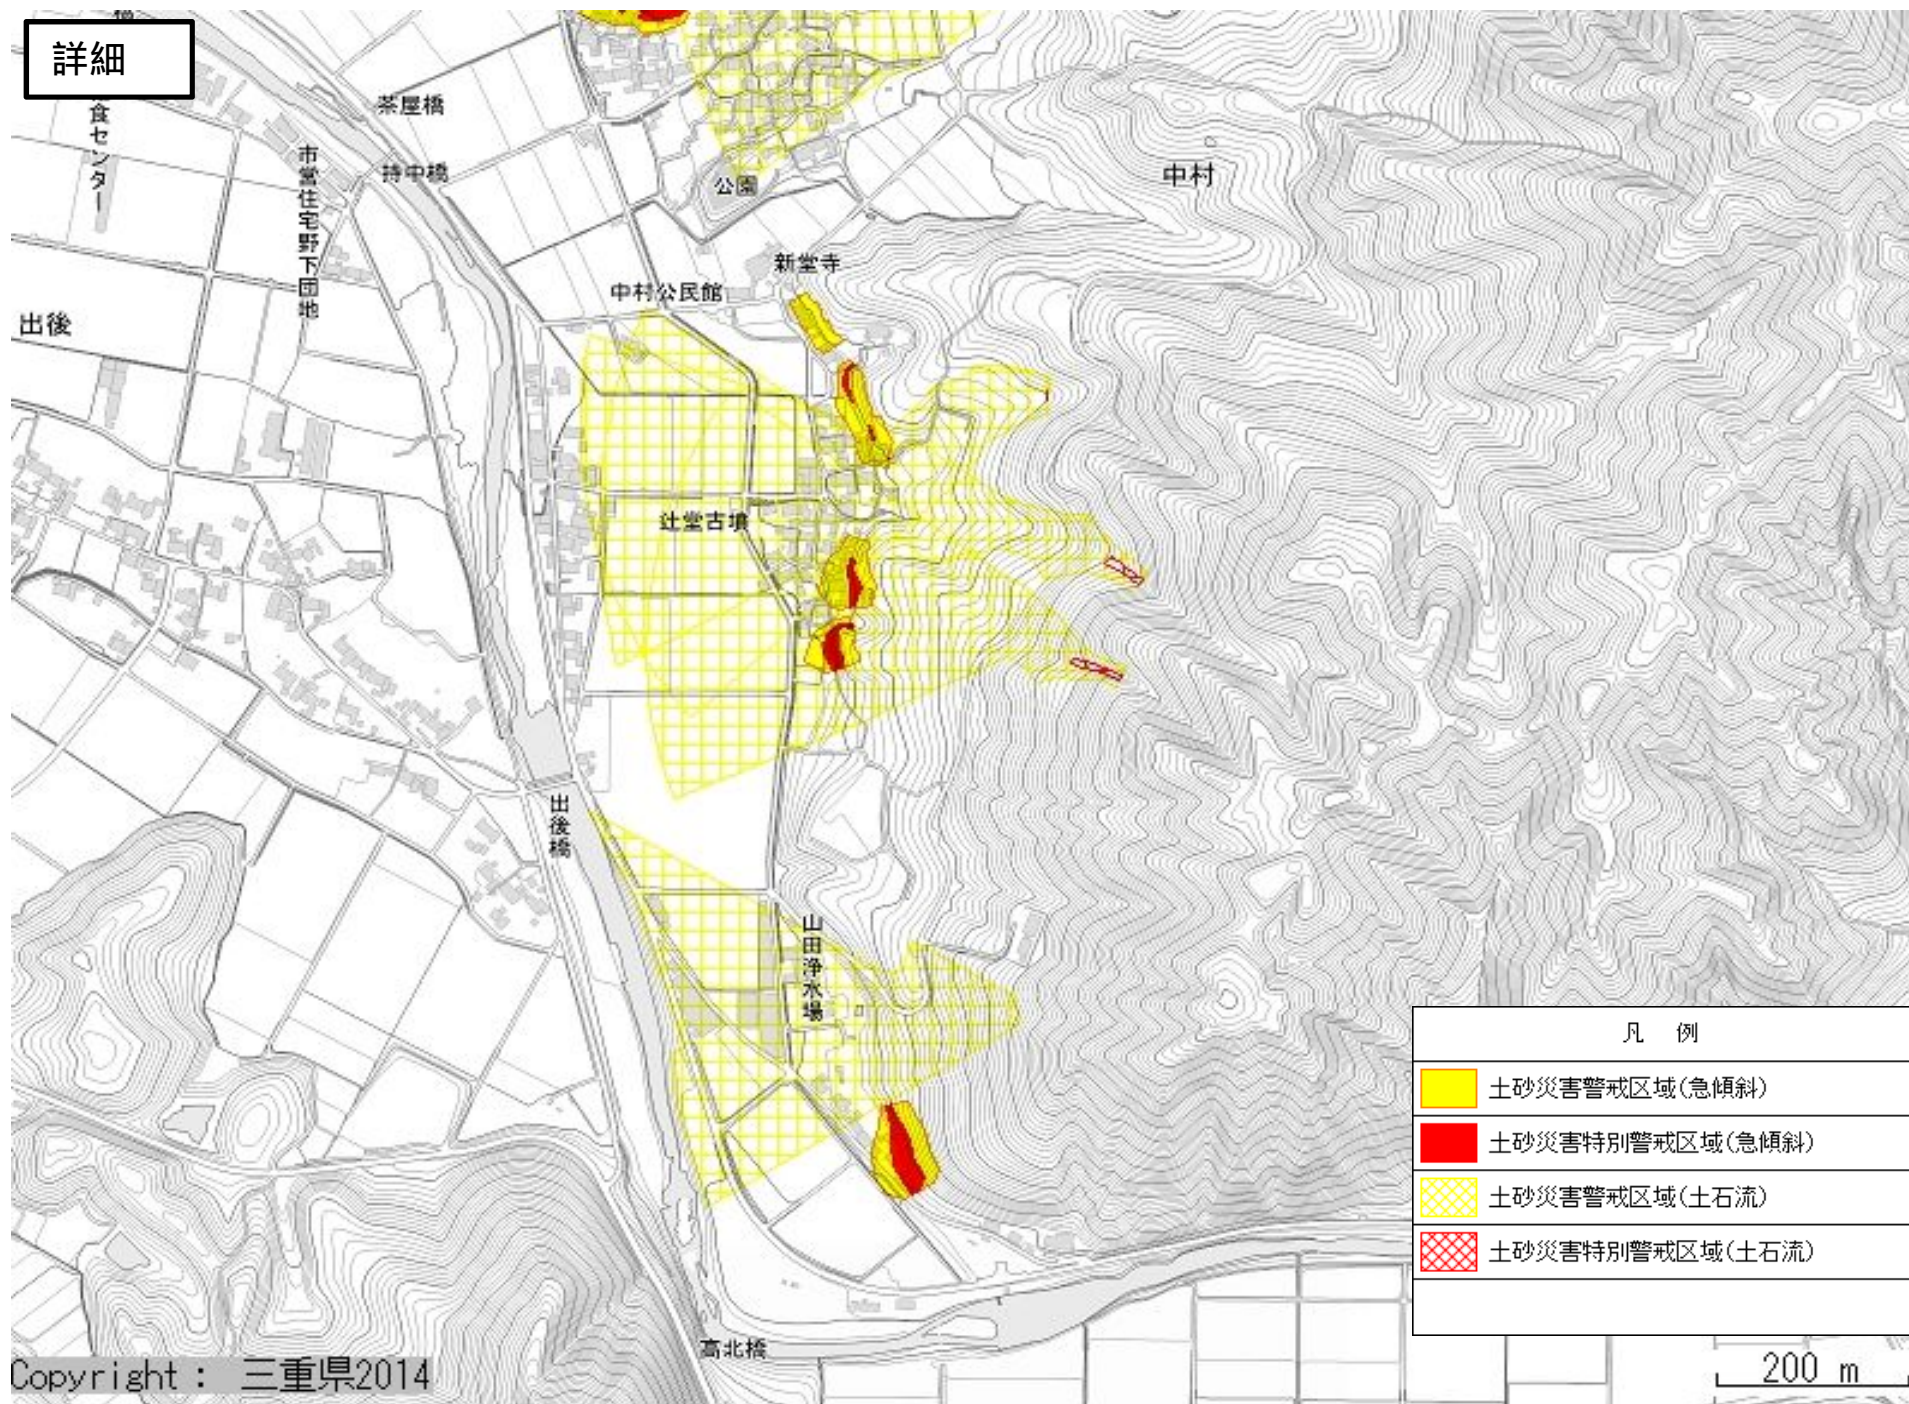 詳細
橋
茶屋橋
食センター
市営住宅野下団地
持中橋
公園
中村
新堂寺
中村公民館
出後
辻堂古墳
出後橋
山田浄水場
高北橋
凡 例
土砂災害警戒区域(急傾斜)
土砂災害特別警戒区域(急傾斜)
土砂災害警戒区域(土石流)
土砂災害特別警戒区域(土石流)
Copyright : 三重県2014
200 m